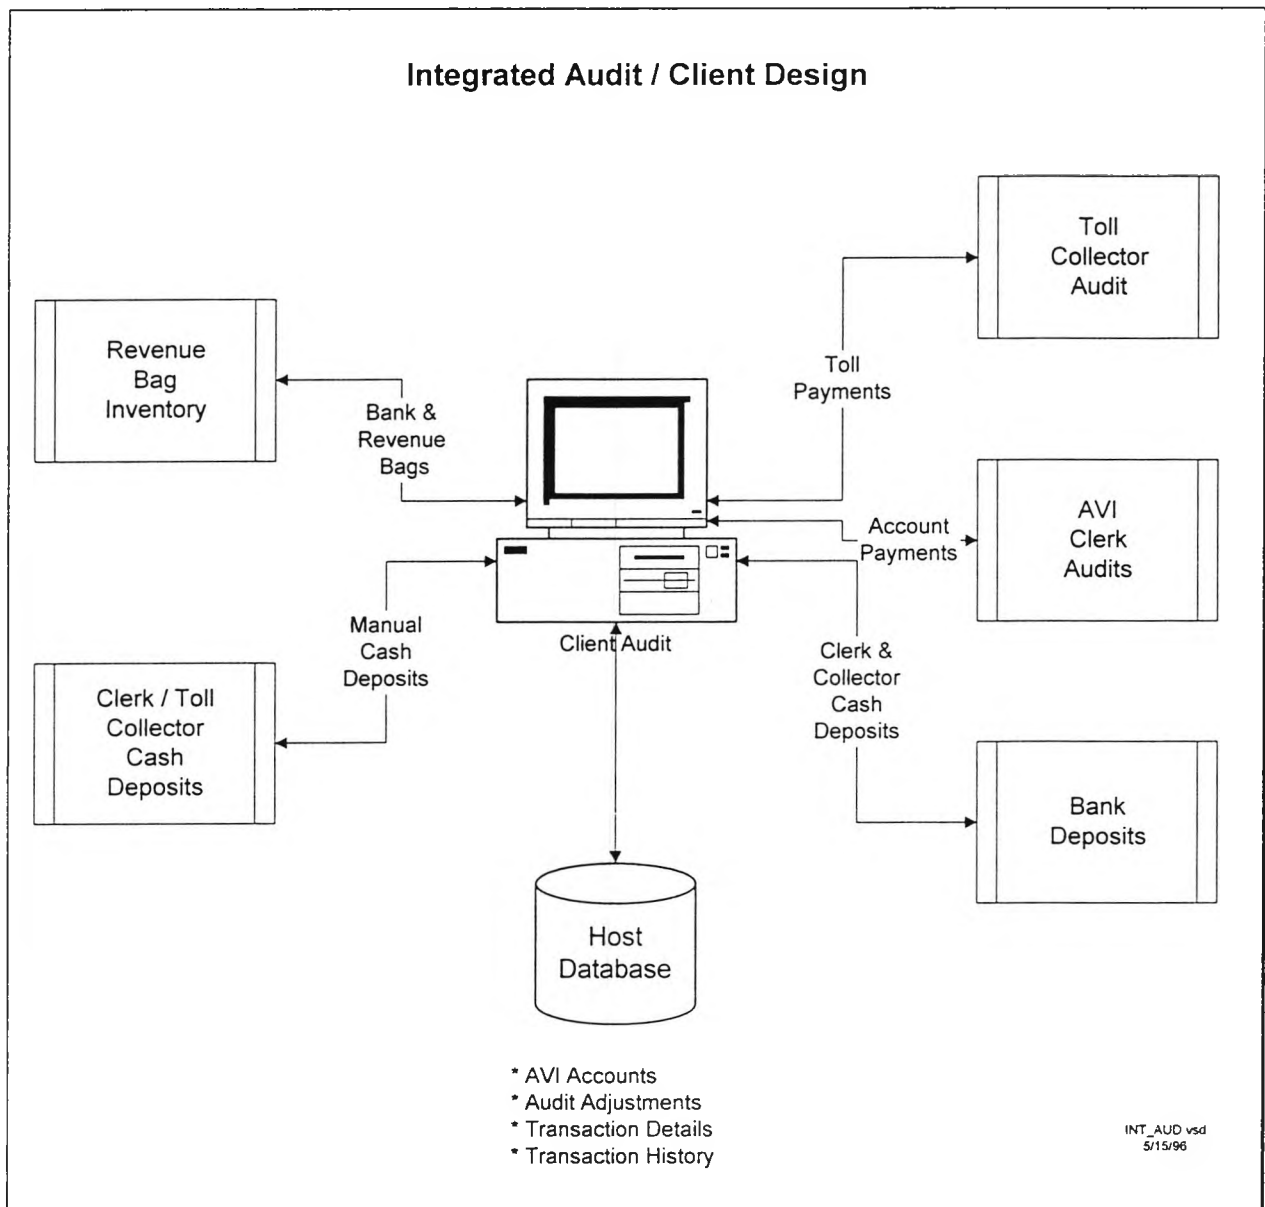 Integrated Audit / Client Design
Toll
Collector
Audit
Revenue
Bag
Inventory
Bank &
Revenue
Bags
Toll
Payments
AVI
Clerk
Audits
Account
Payments
Client Audit
Manual
Cash
Deposits
Clerk &
Collector
Cash
Deposits
Clerk / Toll
Collector
Cash
Deposits
Bank
Deposits
Host
Database
* AVI Accounts
* Audit Adjustments
* Transaction Details
* Transaction History
INT_AUD vsd
5/15/96